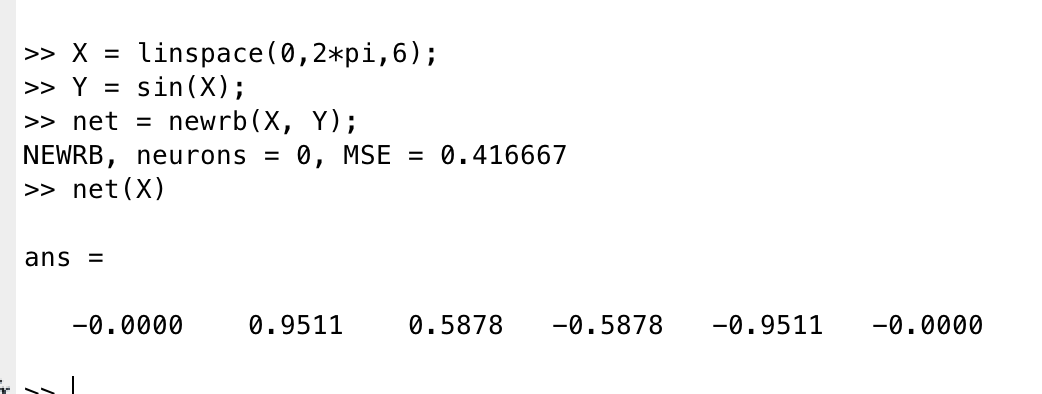 >> X = linspace(0,2*pi,6);
>> Y = sin(X);
>> net = newrb(X, Y);
NEWRB, neurons = 0, MSE = 0.416667
>> net(X)
ans =
-0.0000 0.9511 0.5878 -0.5878 -0.9511 -0.0000
>>